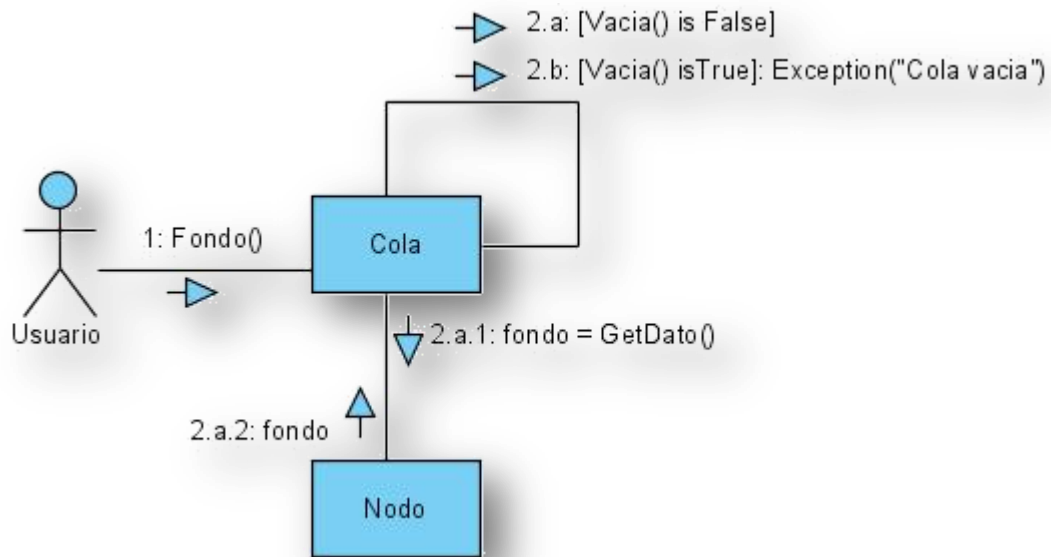 2.a: [Vacia() is False]
2.b: [Vacia() isTrue]: Exception("Cola vacia")
1: Fondo()
Cola
Usuario
2.a.1: fondo = GetDato()
2.a.2: fondo
Nodo